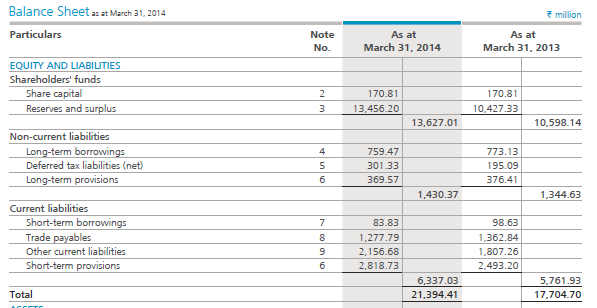 Balance Sheet as at March 31, 2014 ₹ million
Particulars Note No. As at March 31, 2014 As at March 31, 2013
EQUITY AND LIABILITIES
Shareholders' funds
Share capital 2 170.81 170.81
Reserves and surplus 3 13,456.20 10,427.33
13,627.01 10,598.14
Non-current liabilities
Long-term borrowings 4 759.47 773.13
Deferred tax liabilities (net) 5 301.33 195.09
Long-term provisions 6 369.57 376.41
1,430.37 1,344.63
Current liabilities
Short-term borrowings 7 83.83 98.63
Trade payables 8 1,277.79 1,362.84
Other current liabilities 9 2,156.68 1,807.26
Short-term provisions 6 2,818.73 2,493.20
6,337.03 5,761.93
Total 21,394.41 17,704.70